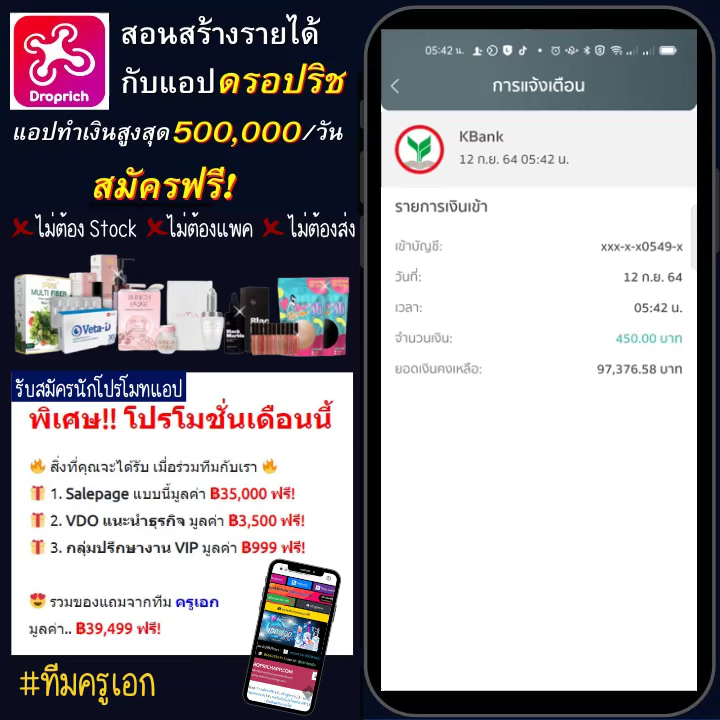 Droprich
สอนสร้างรายได้
กับแอปดรอปริช
แอปทำเงินสูงสุด 500,000/วัน
สมัครฟรี!
❌ไม่ต้อง Stock ❌ไม่ต้องแพค ❌ ไม่ต้องส่ง
MULTI FIBER
Veta-D
Black
รับสมัครนักโปรโมทแอป
พิเศษ!! โปรโมชั่นเดือนนี้
🔥 สิ่งที่คุณจะได้รับ เมื่อร่วมทีมกับเรา 🔥
🎁 1. Salepage แบบนี้มูลค่า ฿35,000 ฟรี!
🎁 2. VDO แนะนำธุรกิจ มูลค่า ฿3,500 ฟรี!
🎁 3. กลุ่มปรึกษางาน VIP มูลค่า ฿999 ฟรี!
😍 รวมของแถมจากทีม ครูเอก
มูลค่า.. ฿39,499 ฟรี!
#ทีมครูเอก
05:42 น.
การแจ้งเตือน
KBank
12 ก.ย. 64 05:42 น.
รายการเงินเข้า
เข้าบัญชี: xxx-x-x0549-x
วันที่: 12 ก.ย. 64
เวลา: 05:42 น.
จำนวนเงิน: 450.00 บาท
ยอดเงินคงเหลือ: 97,376.58 บาท